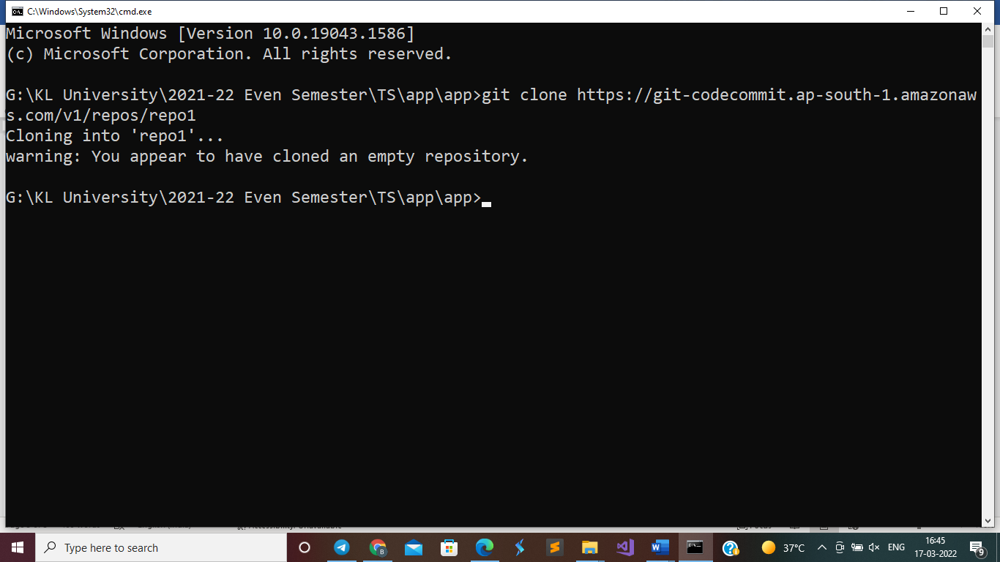 C:\Windows\System32\cmd.exe
Microsoft Windows [Version 10.0.19043.1586]
(c) Microsoft Corporation. All rights reserved.
G:\KL University\2021-22 Even Semester\TS\app\app>git clone https://git-codecommit.ap-south-1.amazonaw
s.com/v1/repos/repo1
Cloning into 'repo1'...
warning: You appear to have cloned an empty repository.
G:\KL University\2021-22 Even Semester\TS\app\app>
Type here to search
37°C
ENG
16:45
17-03-2022
9